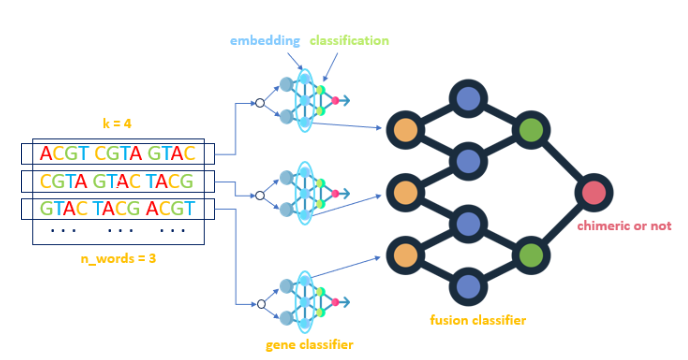 embedding classification
k = 4
ACGT CGTA GTAC
CGTA GTAC TACG
GTAC TACG ACGT
... ... ...
n_words = 3
chimeric or not
fusion classifier
gene classifier